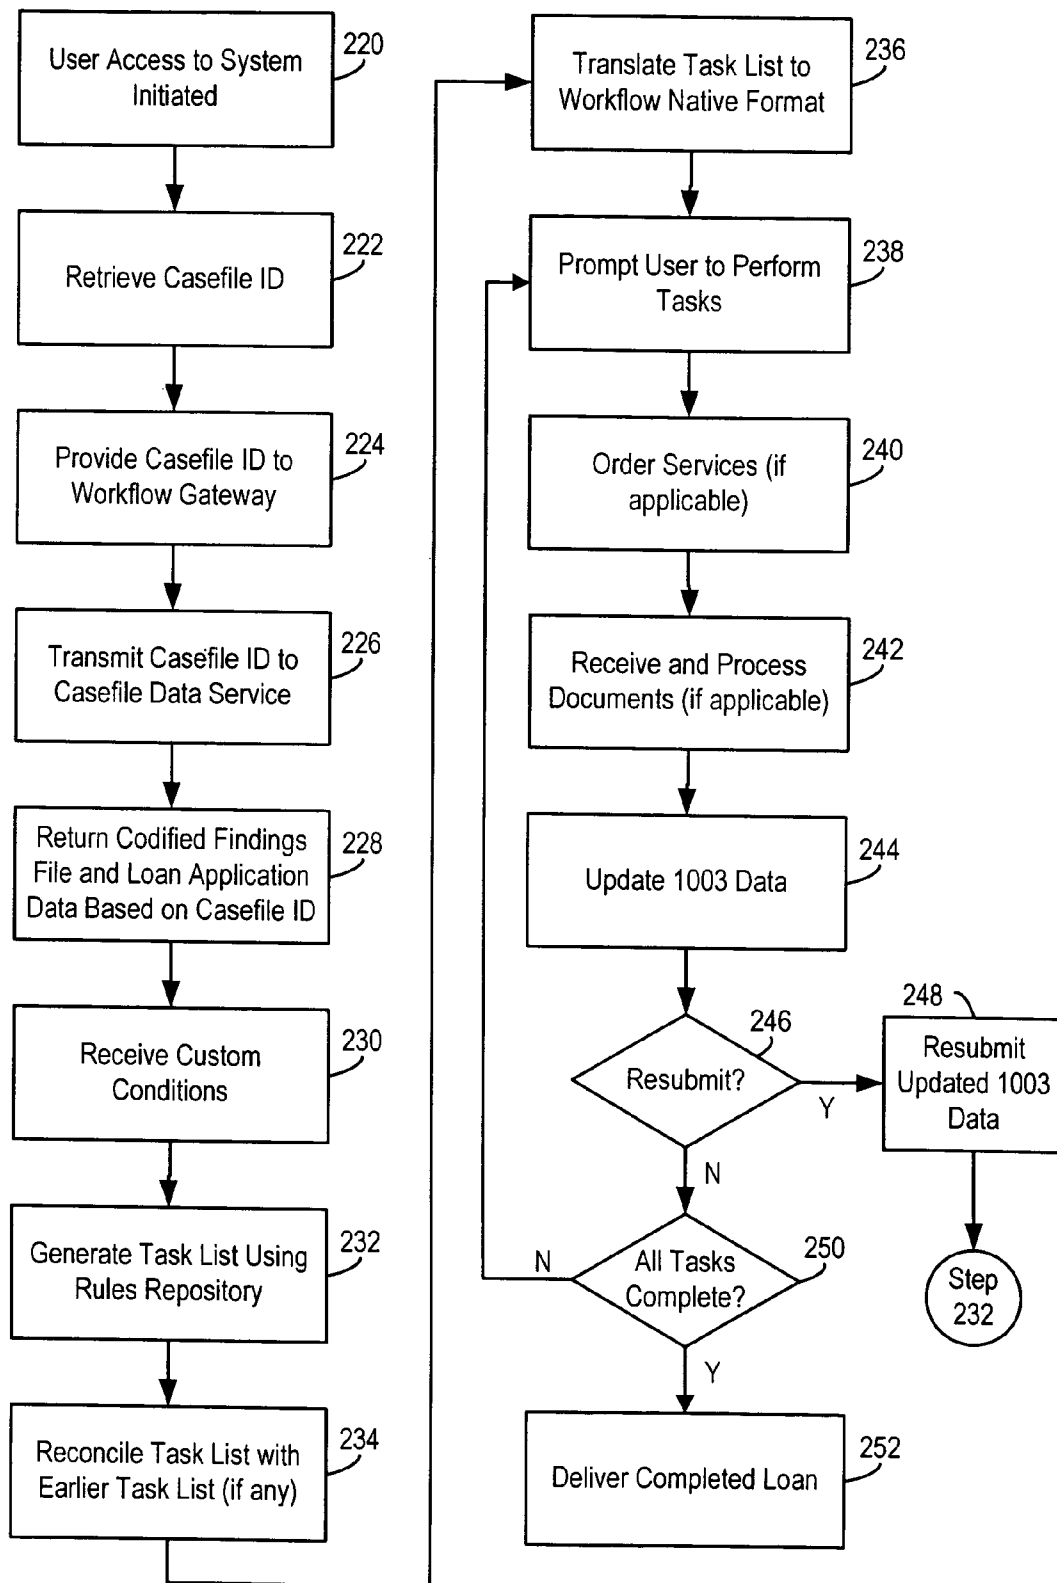 User Access to System
Initiated
220
Retrieve Casefile ID
222
Provide Casefile ID to
Workflow Gateway
224
Transmit Casefile ID to
Casefile Data Service
226
Return Codified Findings
File and Loan Application
Data Based on Casefile ID
228
Receive Custom
Conditions
230
Generate Task List Using
Rules Repository
232
Reconcile Task List with
Earlier Task List (if any)
234
Translate Task List to
Workflow Native Format
236
Prompt User to Perform
Tasks
238
Order Services (if
applicable)
240
Receive and Process
Documents (if applicable)
242
Update 1003 Data
244
Resubmit?
246
Y
N
248
Resubmit
Updated 1003
Data
Step
232
All Tasks
Complete?
250
N
Y
Deliver Completed Loan
252